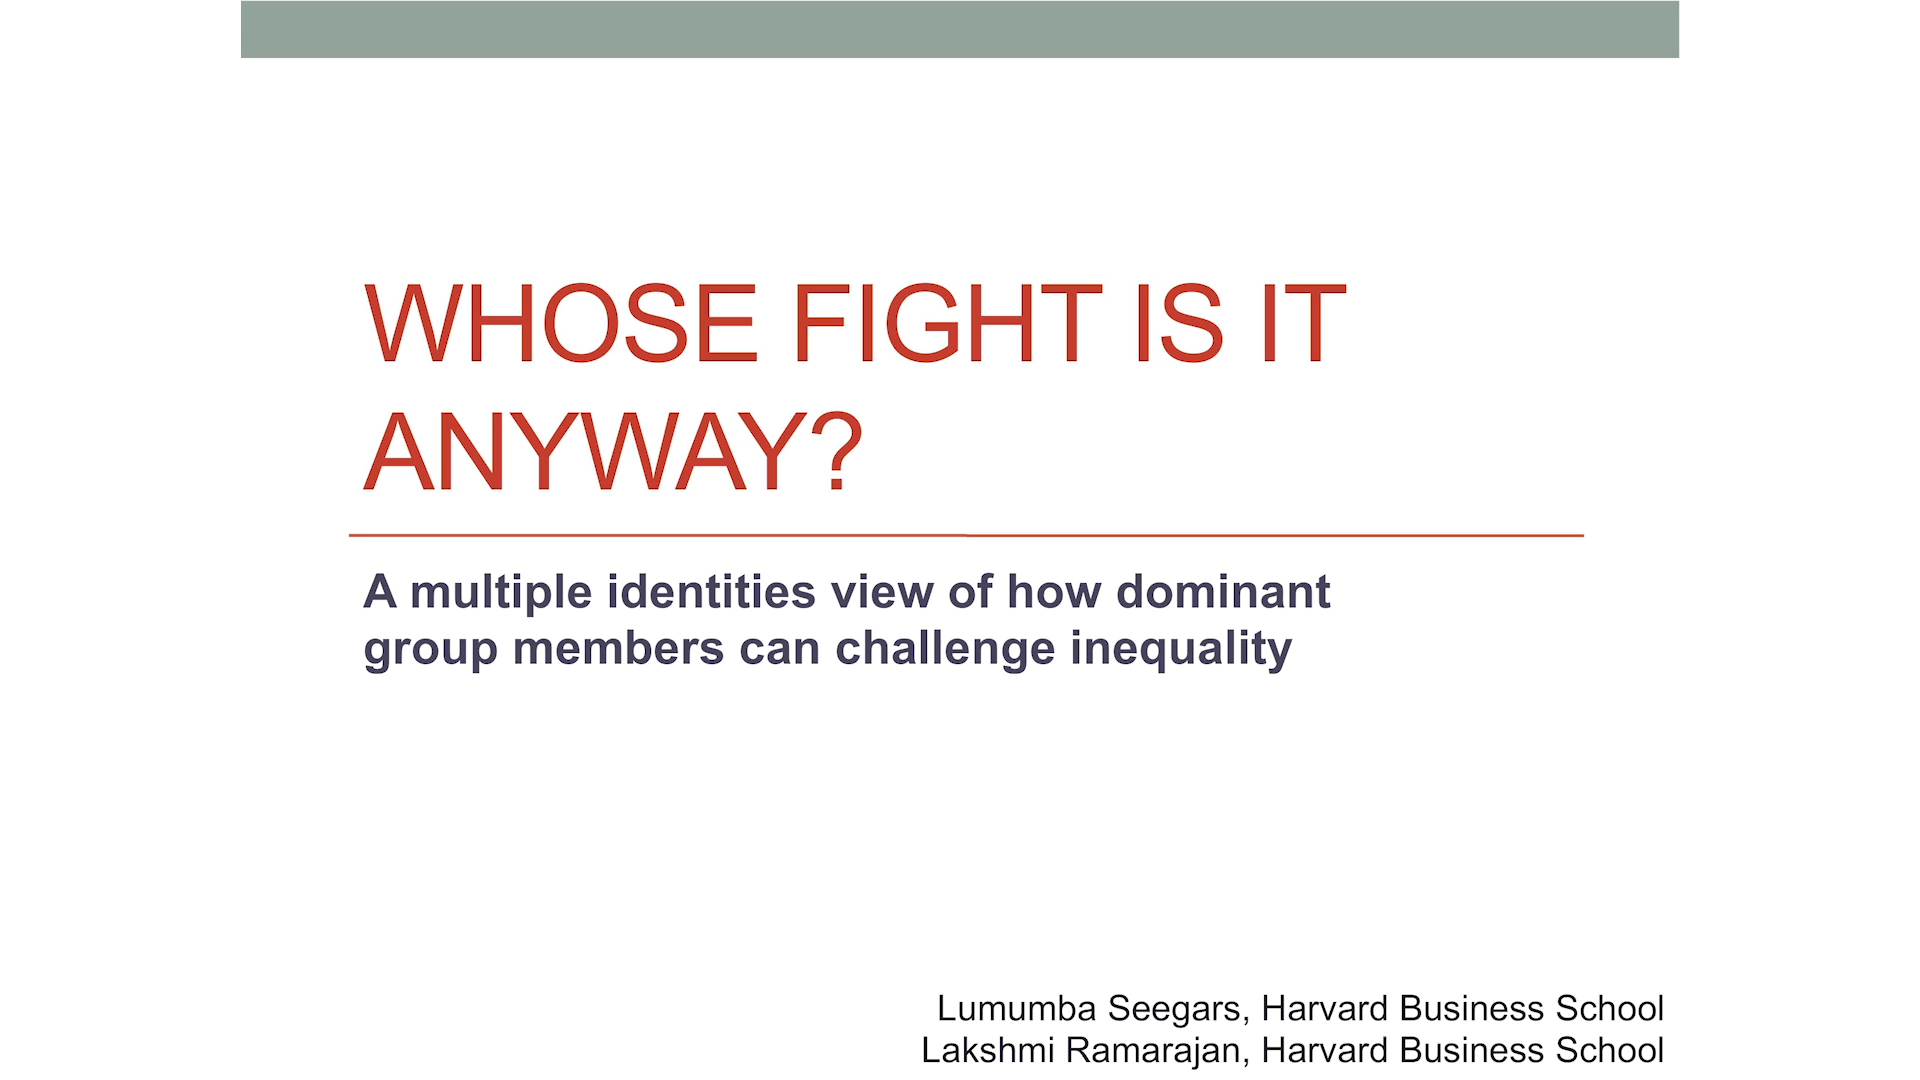 WHOSE FIGHT IS IT
ANYWAY?
A multiple identities view of how dominant
group members can challenge inequality
Lumumba Seegars, Harvard Business School
Lakshmi Ramarajan, Harvard Business School